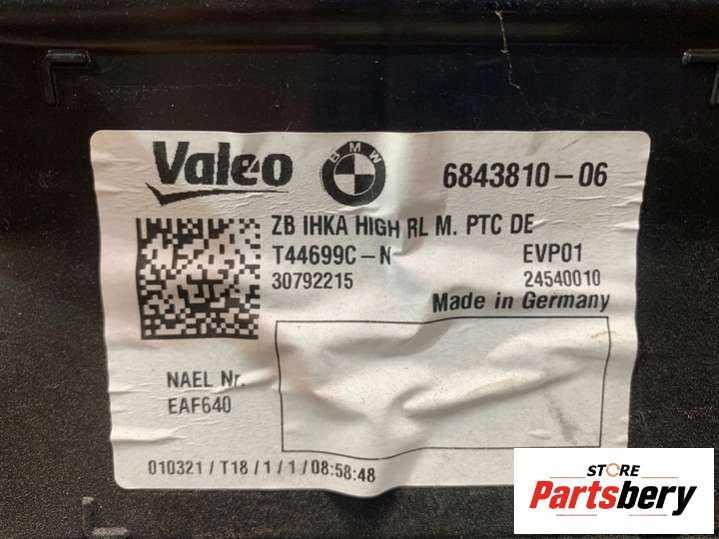 Valeo BMW 6843810-06
ZB IHKA HIGH RL M. PTC DE
T44699C-N EVP01
30792215 24540010
Made in Germany
NAEL Nr.
EAF640
010321/T18/1/1/08:58:48
STORE
Partsbery